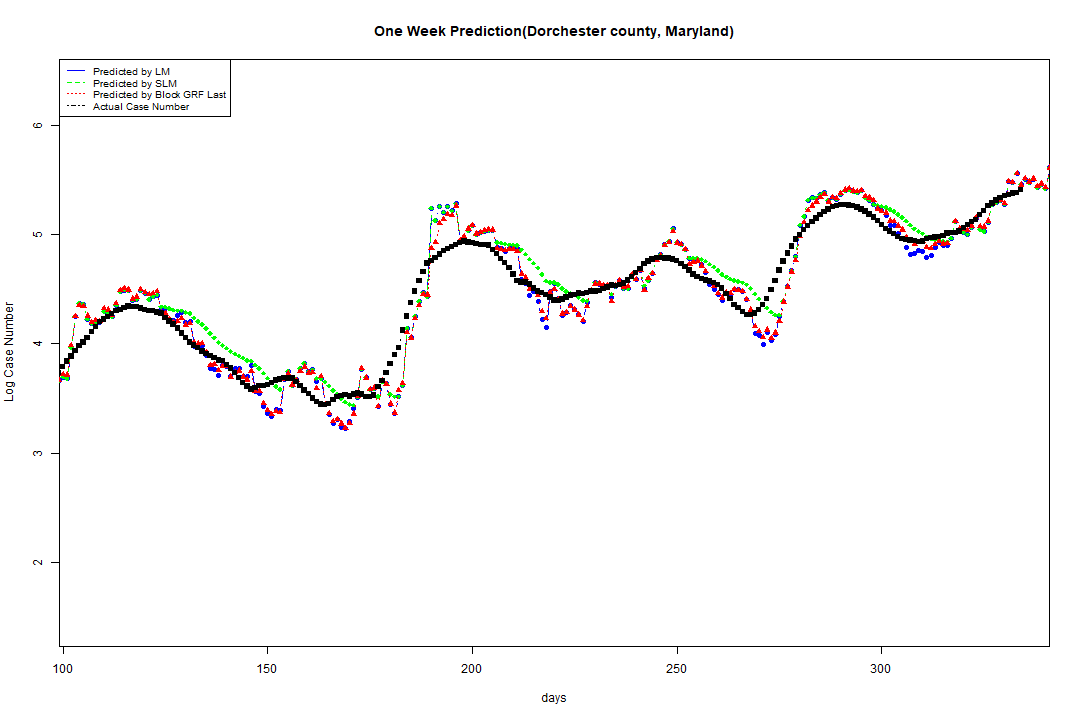 One Week Prediction(Dorchester county, Maryland)
Predicted by LM
Predicted by SLM
Predicted by Block GRF Last
Actual Case Number
6
5
4
3
2
Log Case Number
100 150 200 250 300
days